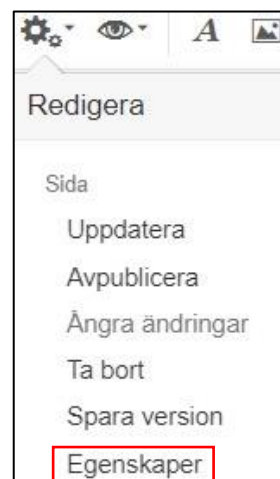 A
Redigera
Sida
Uppdatera
Avpublicera
Ångra ändringar
Ta bort
Spara version
Egenskaper